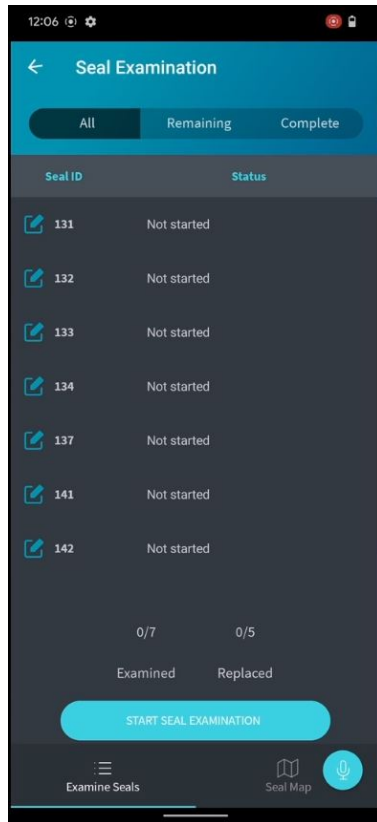 12:06
Seal Examination
All Remaining Complete
Seal ID Status
131 Not started
132 Not started
133 Not started
134 Not started
137 Not started
141 Not started
142 Not started
0/7 0/5
Examined Replaced
START SEAL EXAMINATION
Examine Seals Seal Map